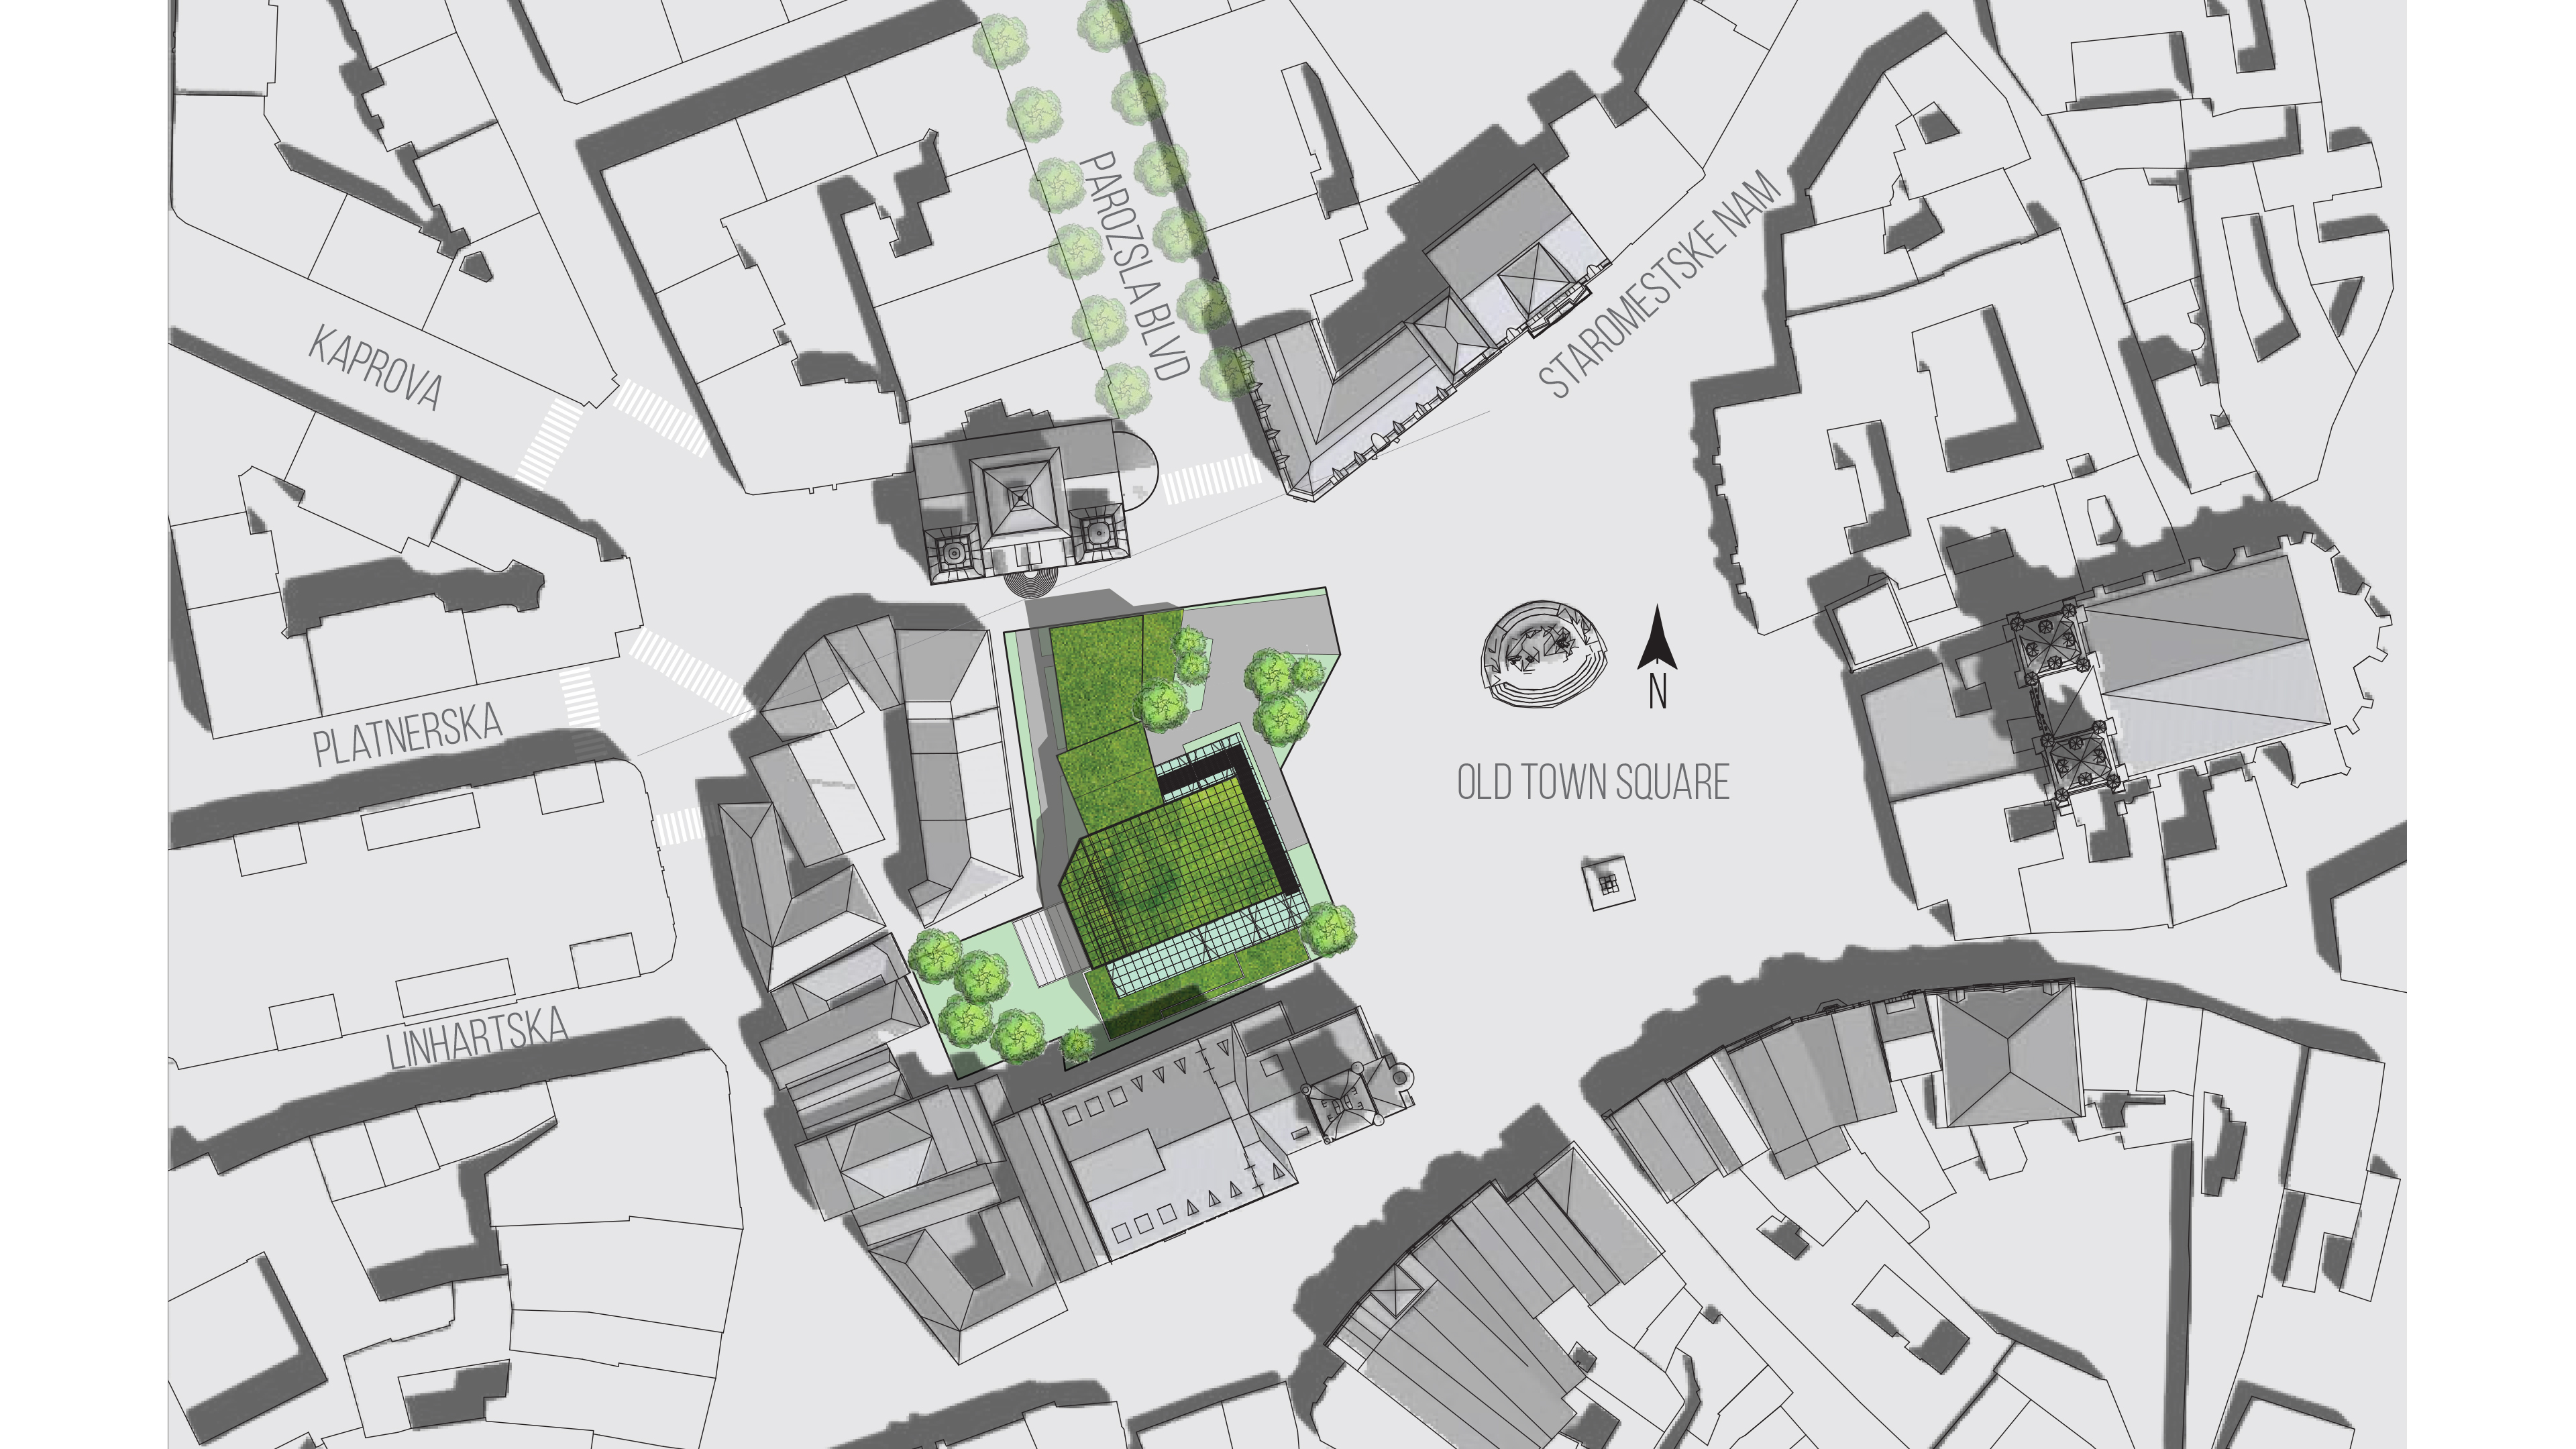 PAROZSLA BLVD
STAROMESTSKE NAM
KAPROVA
N
PLATNERSKA
OLD TOWN SQUARE
LINHARTSKA